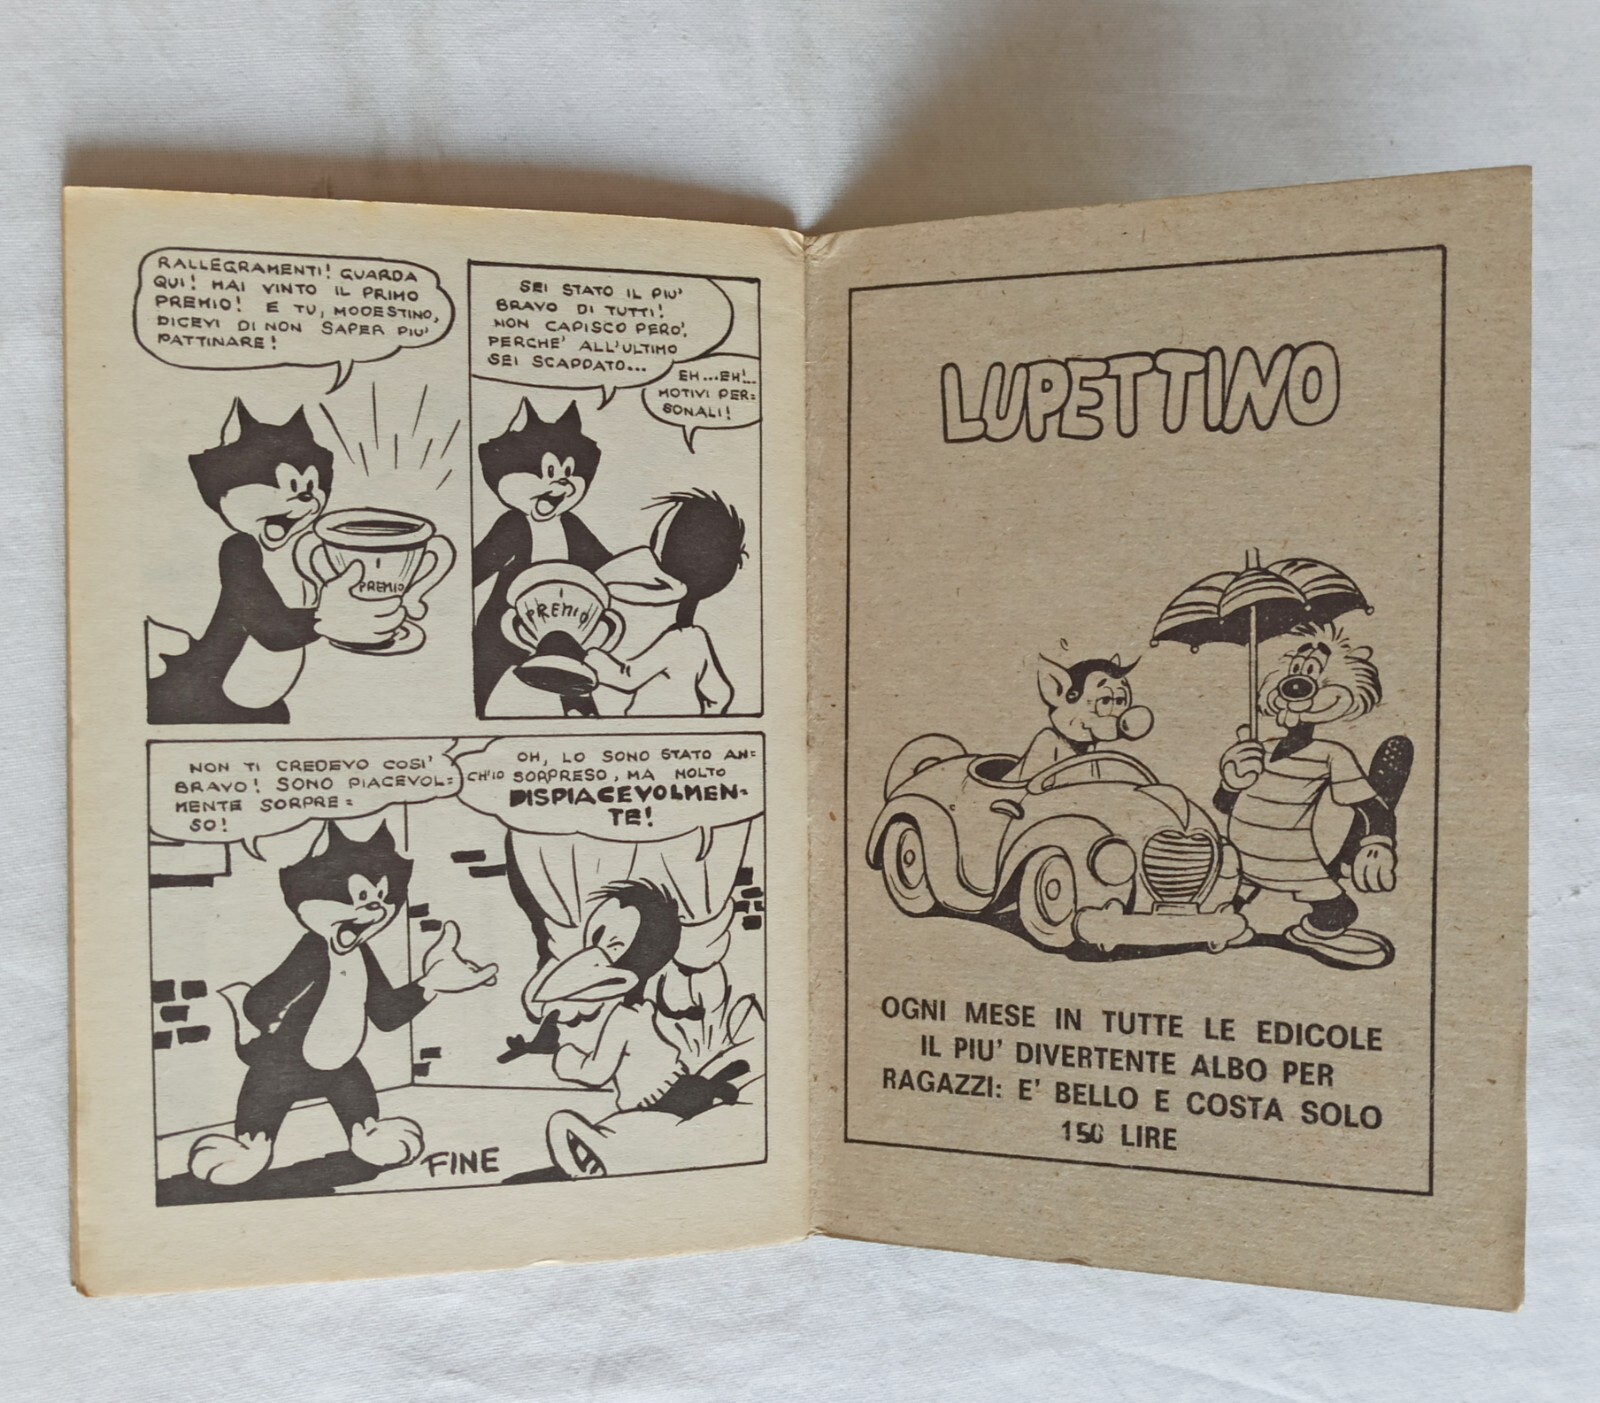 RALLEGRAMENTI! GUARDA
QUI! HAI VINTO IL PRIMO
PREMIO! E TU, MODESTINO,
DICEVI DI NON SAPER PIU'
PATTINARE!
1
PREMIO
SEI STATO IL PIU'
BRAVO DI TUTTI!
NON CAPISCO PERO',
PERCHE' ALL'ULTIMO
SEI SCAPPATO...
EH...EH!...
MOTIVI PER=
SONALI!
1
PREMIO
NON TI CREDEVO COSI'
BRAVO! SONO PIACEVOL=
MENTE SORPRE=
SO!
OH, LO SONO STATO AN=
CH'IO SORPRESO, MA MOLTO
DISPIACEVOLMEN=
TE!
FINE
LUPETTINO
OGNI MESE IN TUTTE LE EDICOLE
IL PIU' DIVERTENTE ALBO PER
RAGAZZI: E' BELLO E COSTA SOLO
150 LIRE